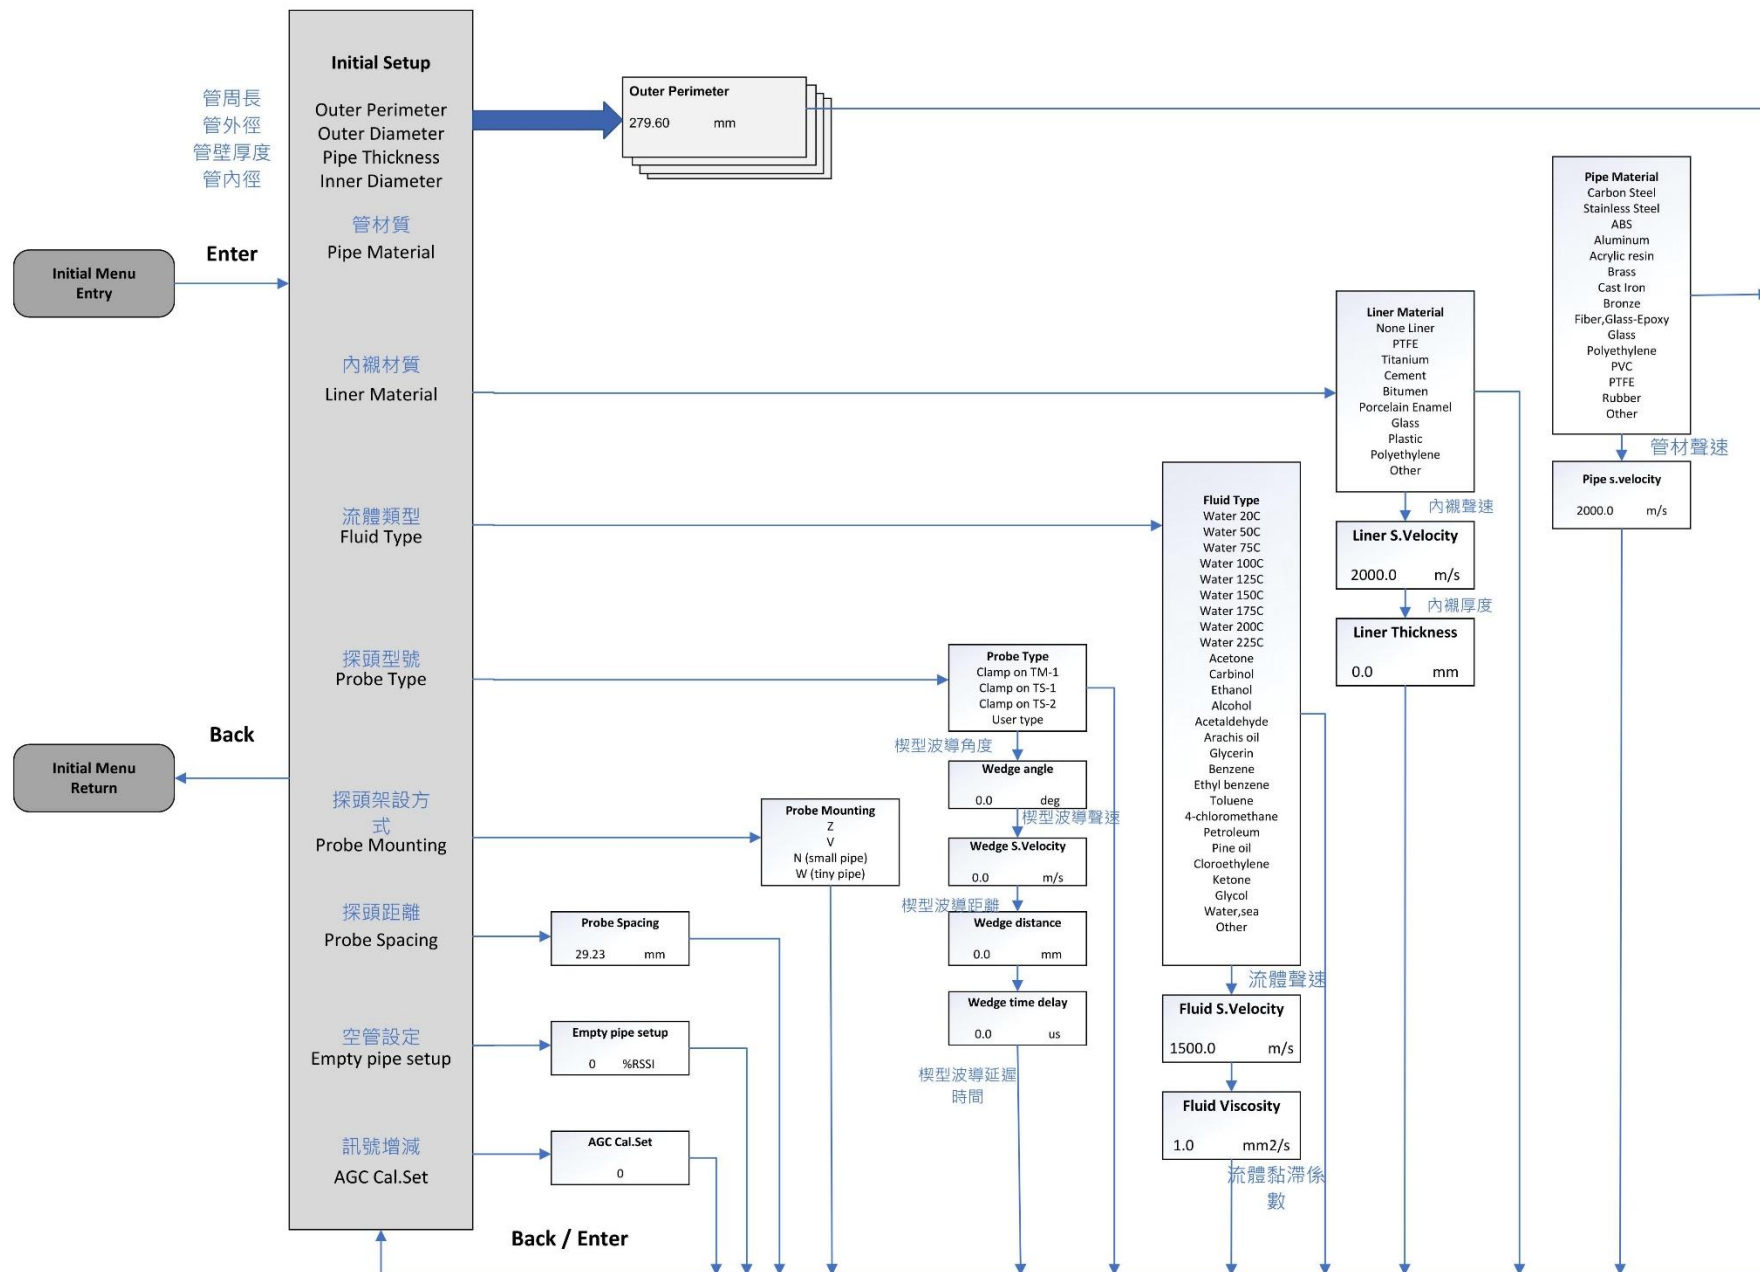 Initial Setup
管周長
管外徑
管壁厚度
管內徑
Outer Perimeter
Outer Diameter
Pipe Thickness
Inner Diameter
Outer Perimeter
279.60 mm
管材質
Pipe Material
Initial Menu
Entry
Enter
內襯材質
Liner Material
流體類型
Fluid Type
探頭型號
Probe Type
Back
Initial Menu
Return
探頭架設方
式
Probe Mounting
探頭距離
Probe Spacing
空管設定
Empty pipe setup
訊號增減
AGC Cal.Set
Back / Enter
Probe Spacing
29.23 mm
Empty pipe setup
0 %RSSI
AGC Cal.Set
0
Probe Mounting
Z
V
N (small pipe)
W (tiny pipe)
Probe Type
Clamp on TM-1
Clamp on TS-1
Clamp on TS-2
User type
楔型波導角度
Wedge angle
0.0 deg
楔型波導聲速
Wedge S.Velocity
0.0 m/s
楔型波導距離
Wedge distance
0.0 mm
Wedge time delay
0.0 us
楔型波導延遲
時間
Fluid Type
Water 20C
Water 50C
Water 75C
Water 100C
Water 125C
Water 150C
Water 175C
Water 200C
Water 225C
Acetone
Carbinol
Ethanol
Alcohol
Acetaldehyde
Arachis oil
Glycerin
Benzene
Ethyl benzene
Toluene
4-chloromethane
Petroleum
Pine oil
Cloroethylene
Ketone
Glycol
Water,sea
Other
流體聲速
Fluid S.Velocity
1500.0 m/s
Fluid Viscosity
1.0 mm2/s
流體黏滯係
數
Liner Material
None Liner
PTFE
Titanium
Cement
Bitumen
Porcelain Enamel
Glass
Plastic
Polyethylene
Other
內襯聲速
Liner S.Velocity
2000.0 m/s
內襯厚度
Liner Thickness
0.0 mm
Pipe Material
Carbon Steel
Stainless Steel
ABS
Aluminum
Acrylic resin
Brass
Cast Iron
Bronze
Fiber,Glass-Epoxy
Glass
Polyethylene
PVC
PTFE
Rubber
Other
管材聲速
Pipe s.velocity
2000.0 m/s